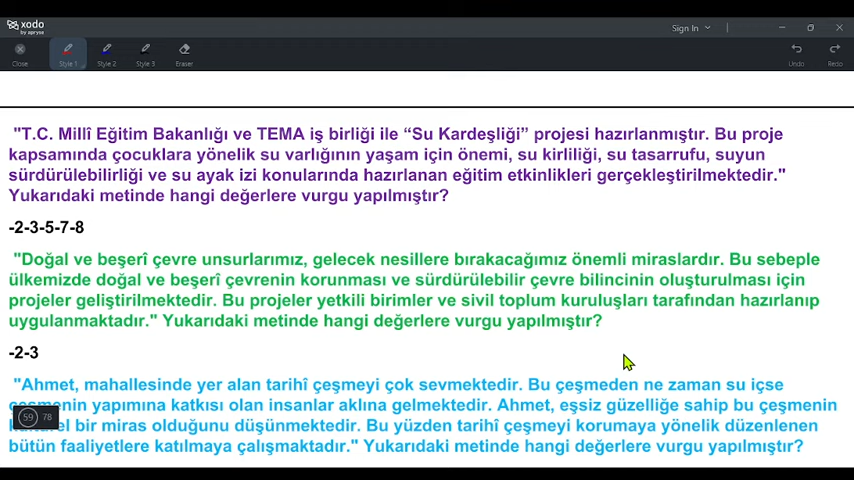 xodo
by apryse
Sign In
Close
Style 1
Style 2
Style 3
Eraser
Undo
Redo
"T.C. Millî Eğitim Bakanlığı ve TEMA iş birliği ile “Su Kardeşliği” projesi hazırlanmıştır. Bu proje
kapsamında çocuklara yönelik su varlığının yaşam için önemi, su kirliliği, su tasarrufu, suyun
sürdürülebilirliği ve su ayak izi konularında hazırlanan eğitim etkinlikleri gerçekleştirilmektedir."
Yukarıdaki metinde hangi değerlere vurgu yapılmıştır?
-2-3-5-7-8
"Doğal ve beşerî çevre unsurlarımız, gelecek nesillere bırakacağımız önemli miraslardır. Bu sebeple
ülkemizde doğal ve beşerî çevrenin korunması ve sürdürülebilir çevre bilincinin oluşturulması için
projeler geliştirilmektedir. Bu projeler yetkili birimler ve sivil toplum kuruluşları tarafından hazırlanıp
uygulanmaktadır." Yukarıdaki metinde hangi değerlere vurgu yapılmıştır?
-2-3
"Ahmet, mahallesinde yer alan tarihî çeşmeyi çok sevmektedir. Bu çeşmeden ne zaman su içse
yapımına katkısı olan insanlar aklına gelmektedir. Ahmet, eşsiz güzelliğe sahip bu çeşmenin
59 78
bir miras olduğunu düşünmektedir. Bu yüzden tarihî çeşmeyi korumaya yönelik düzenlenen
bütün faaliyetlere katılmaya çalışmaktadır." Yukarıdaki metinde hangi değerlere vurgu yapılmıştır?